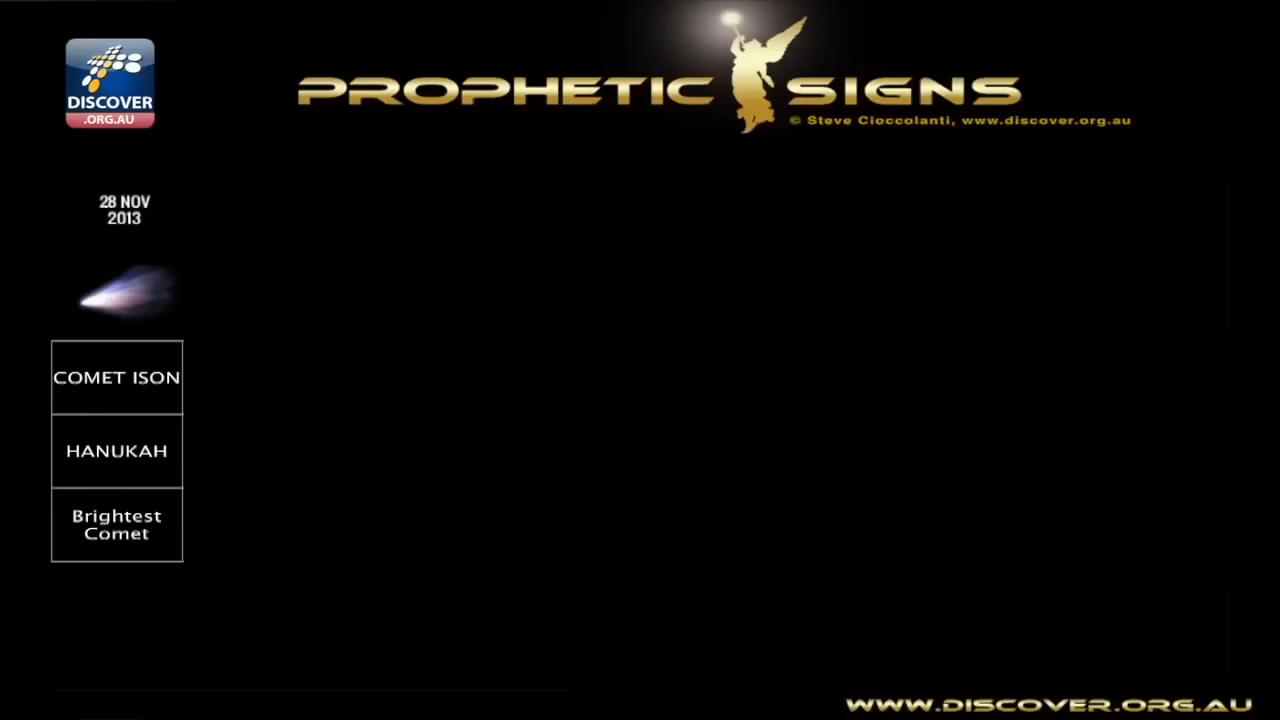 DISCOVER
.ORG.AU
PROPHETIC SIGNS
© Steve Cioccolanti, www.discover.org.au
28 NOV
2013
COMET ISON
HANUKAH
Brightest
Comet
WWW.DISCOVER.ORG.AU